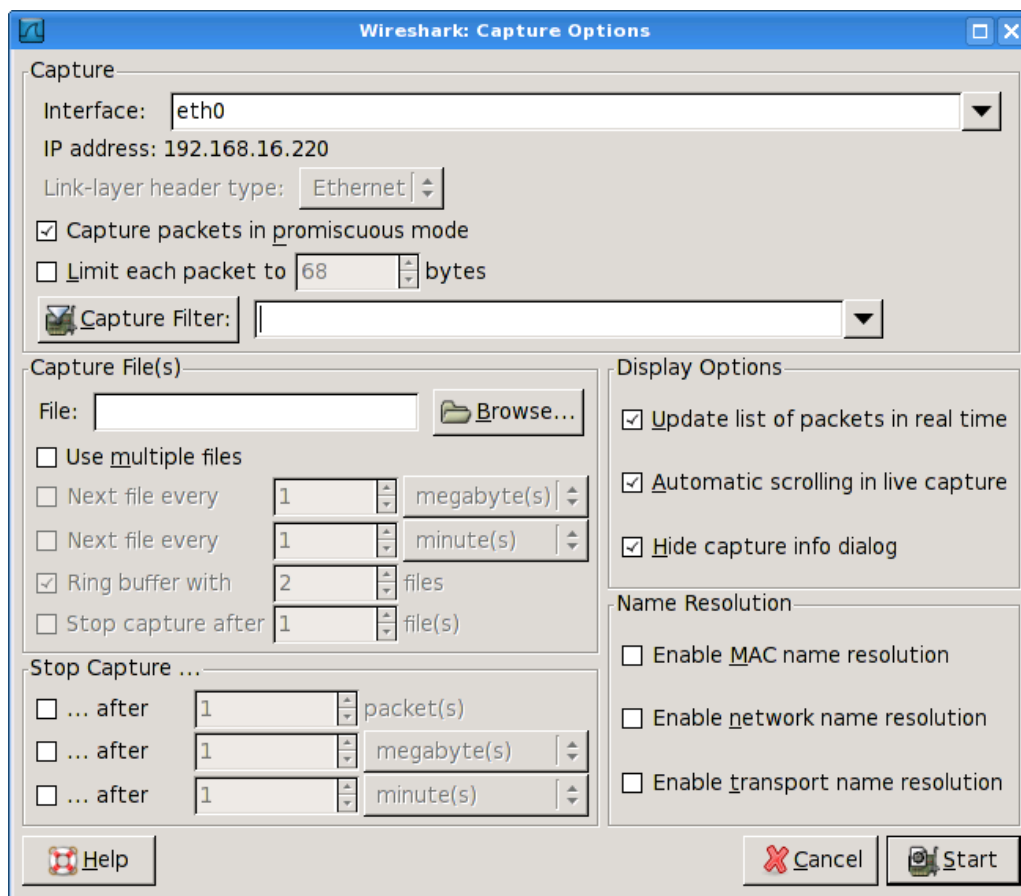 Wireshark: Capture Options
Capture
Interface: eth0
IP address: 192.168.16.220
Link-layer header type: Ethernet
Capture packets in promiscuous mode
Limit each packet to 68 bytes
Capture Filter:
Capture File(s)
File: Browse...
Use multiple files
Next file every 1 megabyte(s)
Next file every 1 minute(s)
Ring buffer with 2 files
Stop capture after 1 file(s)
Stop Capture ...
... after 1 packet(s)
... after 1 megabyte(s)
... after 1 minute(s)
Display Options
Update list of packets in real time
Automatic scrolling in live capture
Hide capture info dialog
Name Resolution
Enable MAC name resolution
Enable network name resolution
Enable transport name resolution
Help Cancel Start